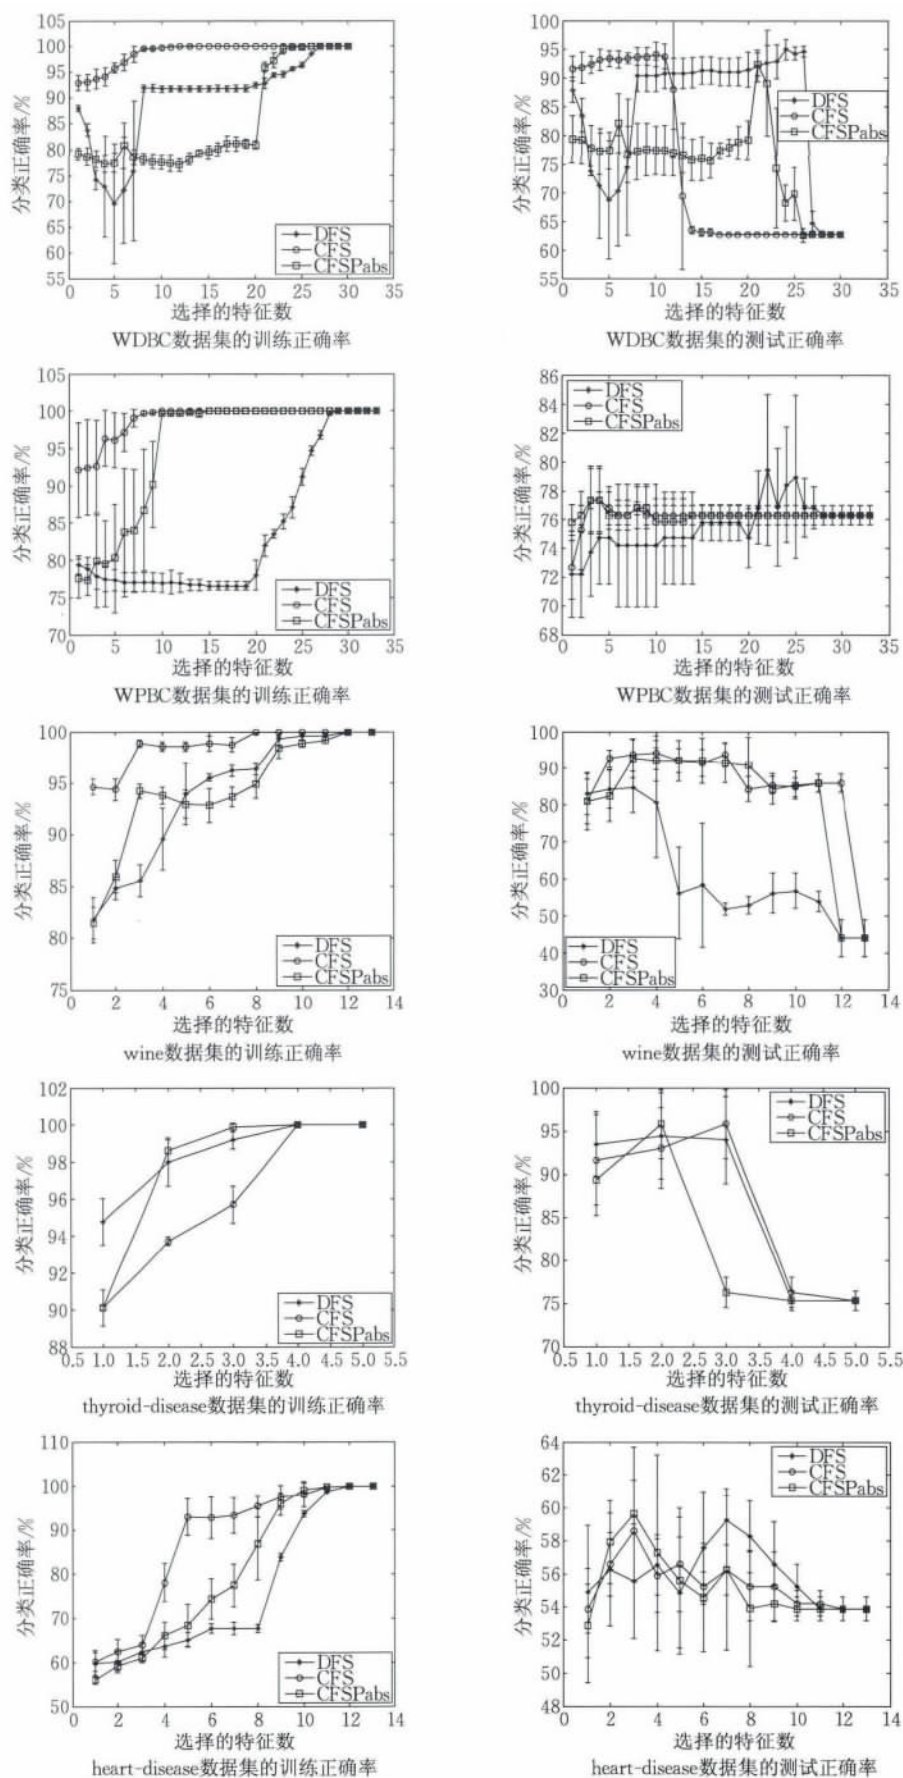 105
100
95
90
85
80
75
70
65
60
55
分类正确率/%
DFS
CFS
CFSPabs
0 5 10 15 20 25 30 35
选择的特征数
WDBC数据集的训练正确率
100
95
90
85
80
75
70
65
60
55
分类正确率/%
DFS
CFS
CFSPabs
0 5 10 15 20 25 30 35
选择的特征数
WDBC数据集的测试正确率
105
100
95
90
85
80
75
70
分类正确率/%
DFS
CFS
CFSPabs
0 5 10 15 20 25 30 35
选择的特征数
WPBC数据集的训练正确率
86
84
82
80
78
76
74
72
70
68
分类正确率/%
DFS
CFS
CFSPabs
0 5 10 15 20 25 30 35
选择的特征数
WPBC数据集的测试正确率
100
95
90
85
80
75
分类正确率/%
DFS
CFS
CFSPabs
0 2 4 6 8 10 12 14
选择的特征数
wine数据集的训练正确率
100
90
80
70
60
50
40
30
分类正确率/%
DFS
CFS
CFSPabs
0 2 4 6 8 10 12 14
选择的特征数
wine数据集的测试正确率
102
100
98
96
94
92
90
88
分类正确率/%
DFS
CFS
CFSPabs
0.5 1.0 1.5 2.0 2.5 3.0 3.5 4.0 4.5 5.0 5.5
选择的特征数
thyroid-disease数据集的训练正确率
100
95
90
85
80
75
70
分类正确率/%
DFS
CFS
CFSPabs
0.5 1.0 1.5 2.0 2.5 3.0 3.5 4.0 4.5 5.0 5.5
选择的特征数
thyroid-disease数据集的测试正确率
110
100
90
80
70
60
50
分类正确率/%
DFS
CFS
CFSPabs
0 2 4 6 8 10 12 14
选择的特征数
heart-disease数据集的训练正确率
64
62
60
58
56
54
52
50
48
分类正确率/%
DFS
CFS
CFSPabs
0 2 4 6 8 10 12 14
选择的特征数
heart-disease数据集的测试正确率